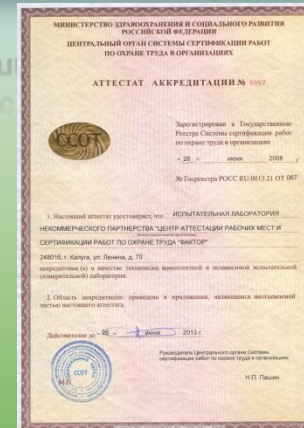 МИНИСТЕРСТВО ЗДРАВООХРАНЕНИЯ И СОЦИАЛЬНОГО РАЗВИТИЯ
РОССИЙСКОЙ ФЕДЕРАЦИИ
ЦЕНТРАЛЬНЫЙ ОРГАН СИСТЕМЫ СЕРТИФИКАЦИИ РАБОТ
ПО ОХРАНЕ ТРУДА В ОРГАНИЗАЦИЯХ
АТТЕСТАТ АККРЕДИТАЦИИ №
ССОТ
Зарегистрирован в Государственном
Реестре Системы сертификации работ
по охране труда в организациях
« 26 » июня 2008 г.
№ Госреестра РОСС RU.0013.21 ОТ 067
1. Настоящий аттестат удостоверяет, что ИСПЫТАТЕЛЬНАЯ ЛАБОРАТОРИЯ
НЕКОММЕРЧЕСКОГО ПАРТНЕРСТВА "ЦЕНТР АТТЕСТАЦИИ РАБОЧИХ МЕСТ И
СЕРТИФИКАЦИИ РАБОТ ПО ОХРАНЕ ТРУДА "ФАКТОР"
248016, г. Калуга, ул. Ленина, д. 70
аккредитован(а) в качестве технически компетентной и независимой испытательной
(измерительной) лаборатории
2. Область аккредитации приведена в приложении, являющемся неотъемлемой
частью настоящего аттестата.
Действителен до « 26 » июня 2013 г.
Руководитель Центрального органа Системы
сертификации работ по охране труда в организациях
ССОТ
М.П.
Н.П. Пашин